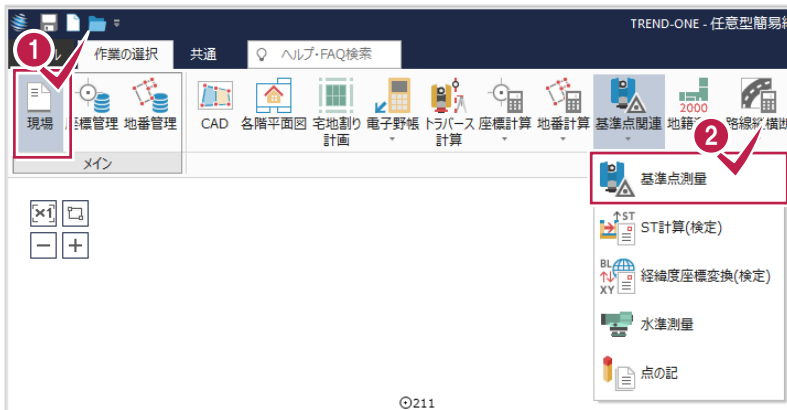 TREND-ONE - 任意型簡易
1
作業の選択 共通 ヘルプ・FAQ検索
現場 座標管理 地番管理 CAD 各階平面図 宅地割り 電子野帳 トラバース 座標計算 地番計算 基準点関連 2000
計画 計算
メイン
2
基準点測量
ST
ST計算(検定)
BL
XY
経緯度座標変換(検定)
水準測量
点の記
×1
211